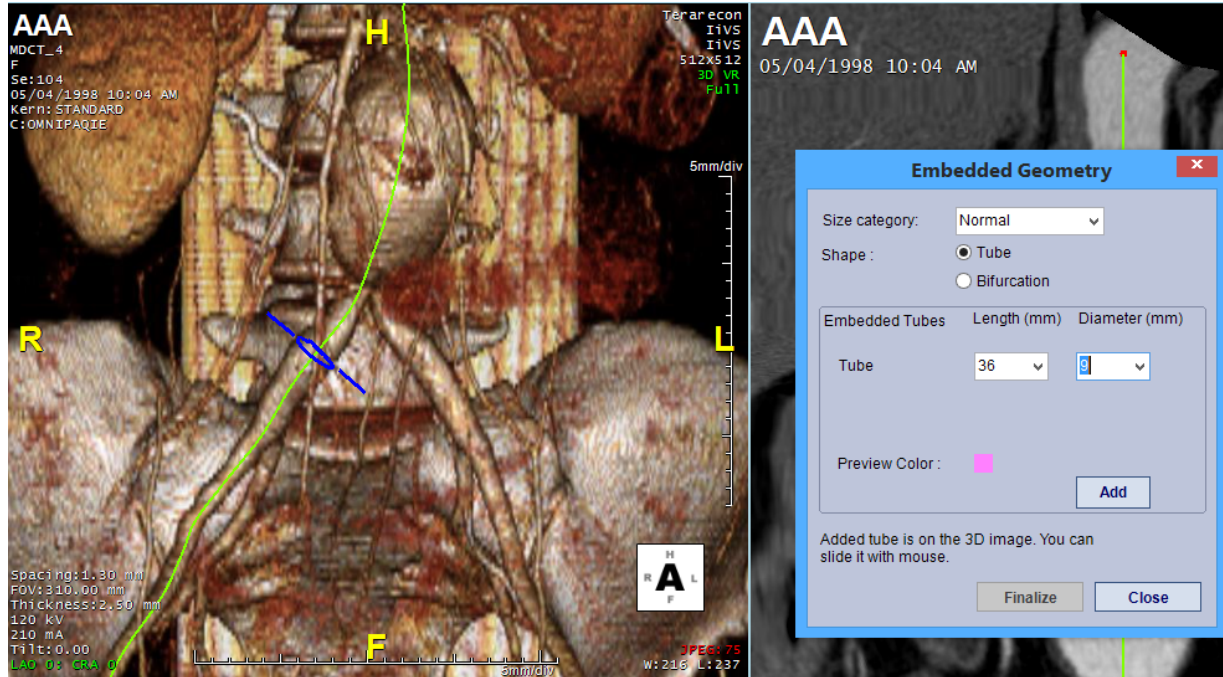 AAA
MDCT_4
F
Se:104
05/04/1998 10:04 AM
Kern:STANDARD
C:OMNIPAQIE
H
Terarecon
IiVS
IiVS
512x512
3D VR
Full
5mm/div
R
L
Spacing:1.30 mm
FOV:310.00 mm
Thickness:2.50 mm
120 kV
210 mA
Tilt:0.00
LAO 0: CRA 0
F
5mm/div
H
R A L
F
JPEG:75
W:216 L:237
AAA
05/04/1998 10:04 AM
Embedded Geometry
Size category: Normal
Shape : Tube
Bifurcation
Embedded Tubes Length (mm) Diameter (mm)
Tube 36 9
Preview Color :
Add
Added tube is on the 3D image. You can
slide it with mouse.
Finalize Close